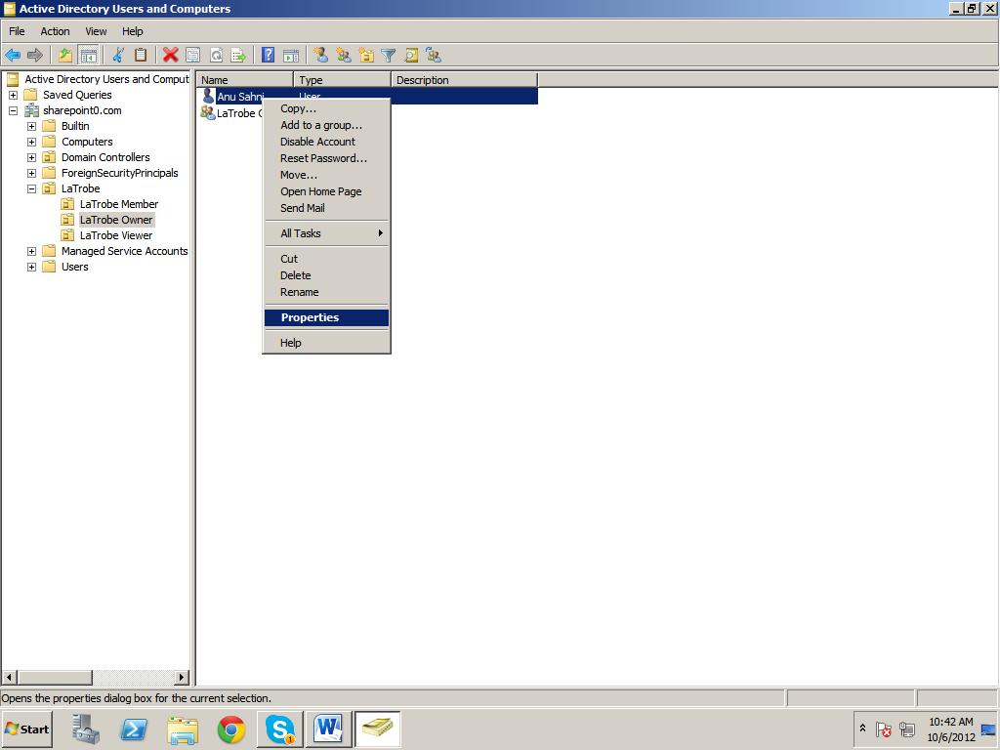 Active Directory Users and Computers
File Action View Help
Active Directory Users and Comput
Saved Queries
sharepoint0.com
Builtin
Computers
Domain Controllers
ForeignSecurityPrincipals
LaTrobe
LaTrobe Member
LaTrobe Owner
LaTrobe Viewer
Managed Service Accounts
Users
Name Type Description
Anu Sahni User
LaTrobe
Copy...
Add to a group...
Disable Account
Reset Password...
Move...
Open Home Page
Send Mail
All Tasks
Cut
Delete
Rename
Properties
Help
Opens the properties dialog box for the current selection.
Start
1
10:42 AM
10/6/2012